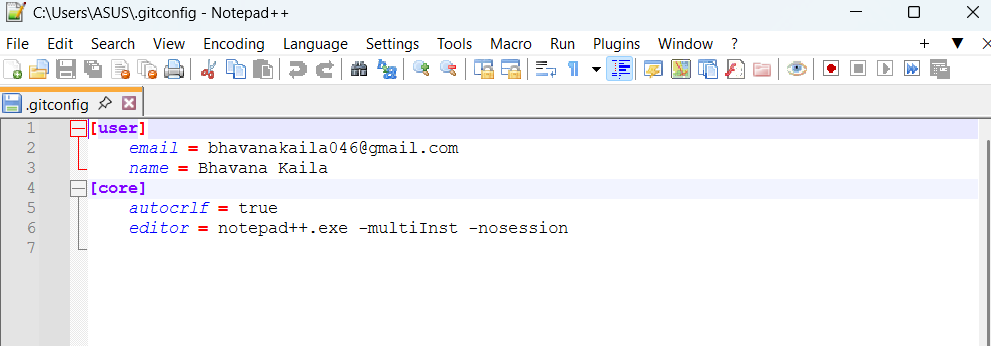 C:\Users\ASUS\.gitconfig - Notepad++
File Edit Search View Encoding Language Settings Tools Macro Run Plugins Window ?
.gitconfig
1 [user]
2 email = bhavanakaila046@gmail.com
3 name = Bhavana Kaila
4 [core]
5 autocrlf = true
6 editor = notepad++.exe -multiInst -nosession
7